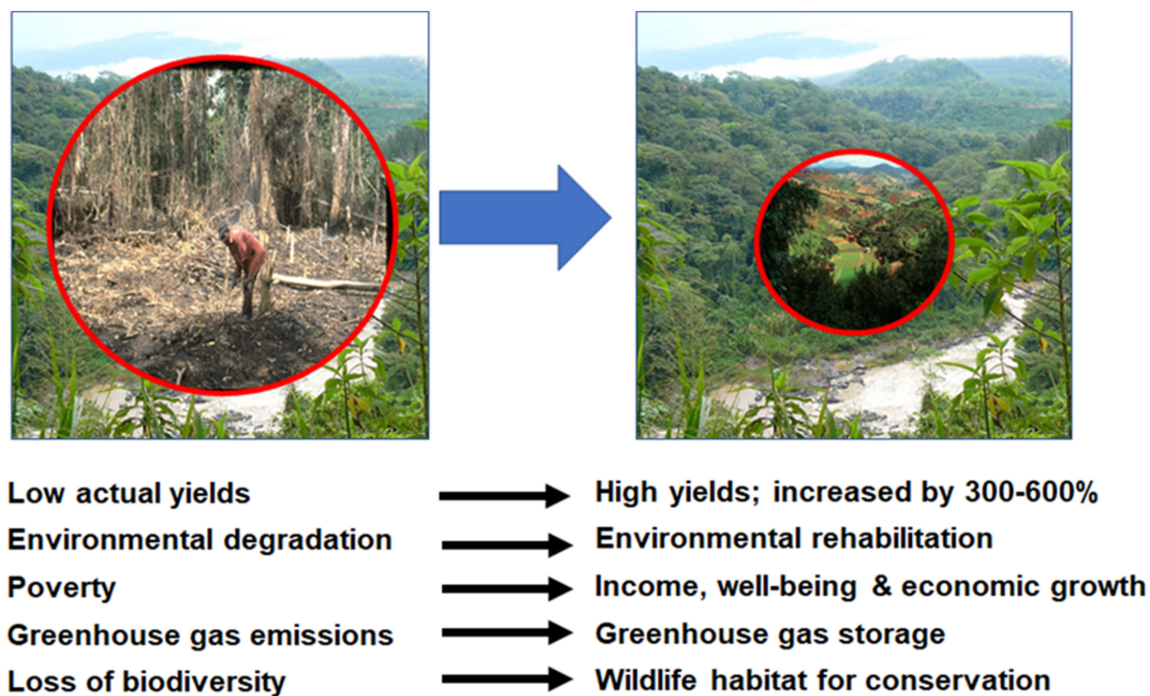 Low actual yields
High yields; increased by 300-600%
Environmental degradation
Environmental rehabilitation
Poverty
Income, well-being & economic growth
Greenhouse gas emissions
Greenhouse gas storage
Loss of biodiversity
Wildlife habitat for conservation